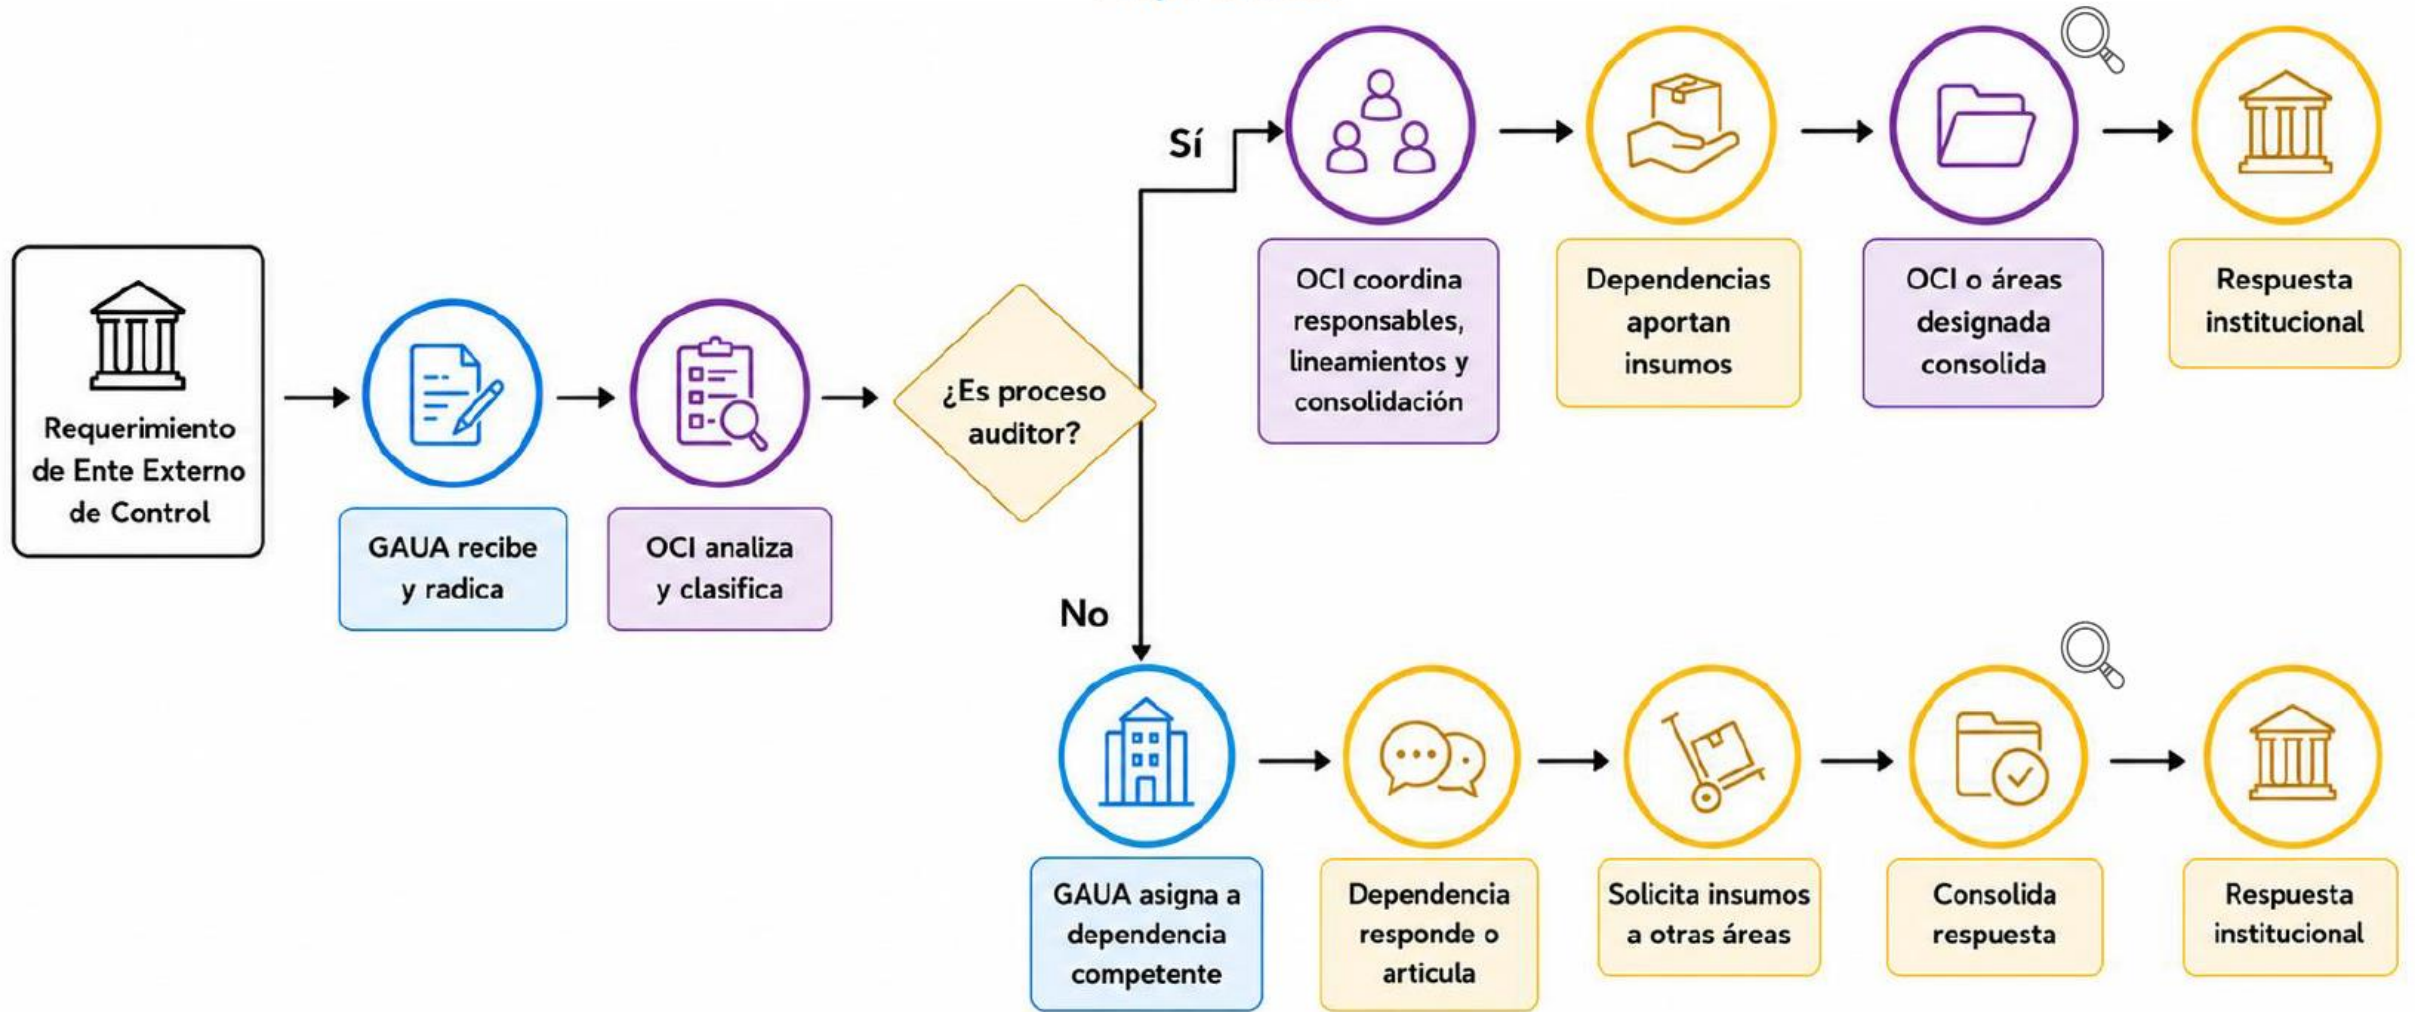 Requerimiento
de Ente Externo
de Control
GAUA recibe
y radica
OCI analiza
y clasifica
¿Es proceso
auditor?
Sí
OCI coordina
responsables,
lineamientos y
consolidación
Dependencias
aportan
insumos
OCI o áreas
designada
consolida
Respuesta
institucional
No
GAUA asigna a
dependencia
competente
Dependencia
responde o
articula
Solicita insumos
a otras áreas
Consolida
respuesta
Respuesta
institucional